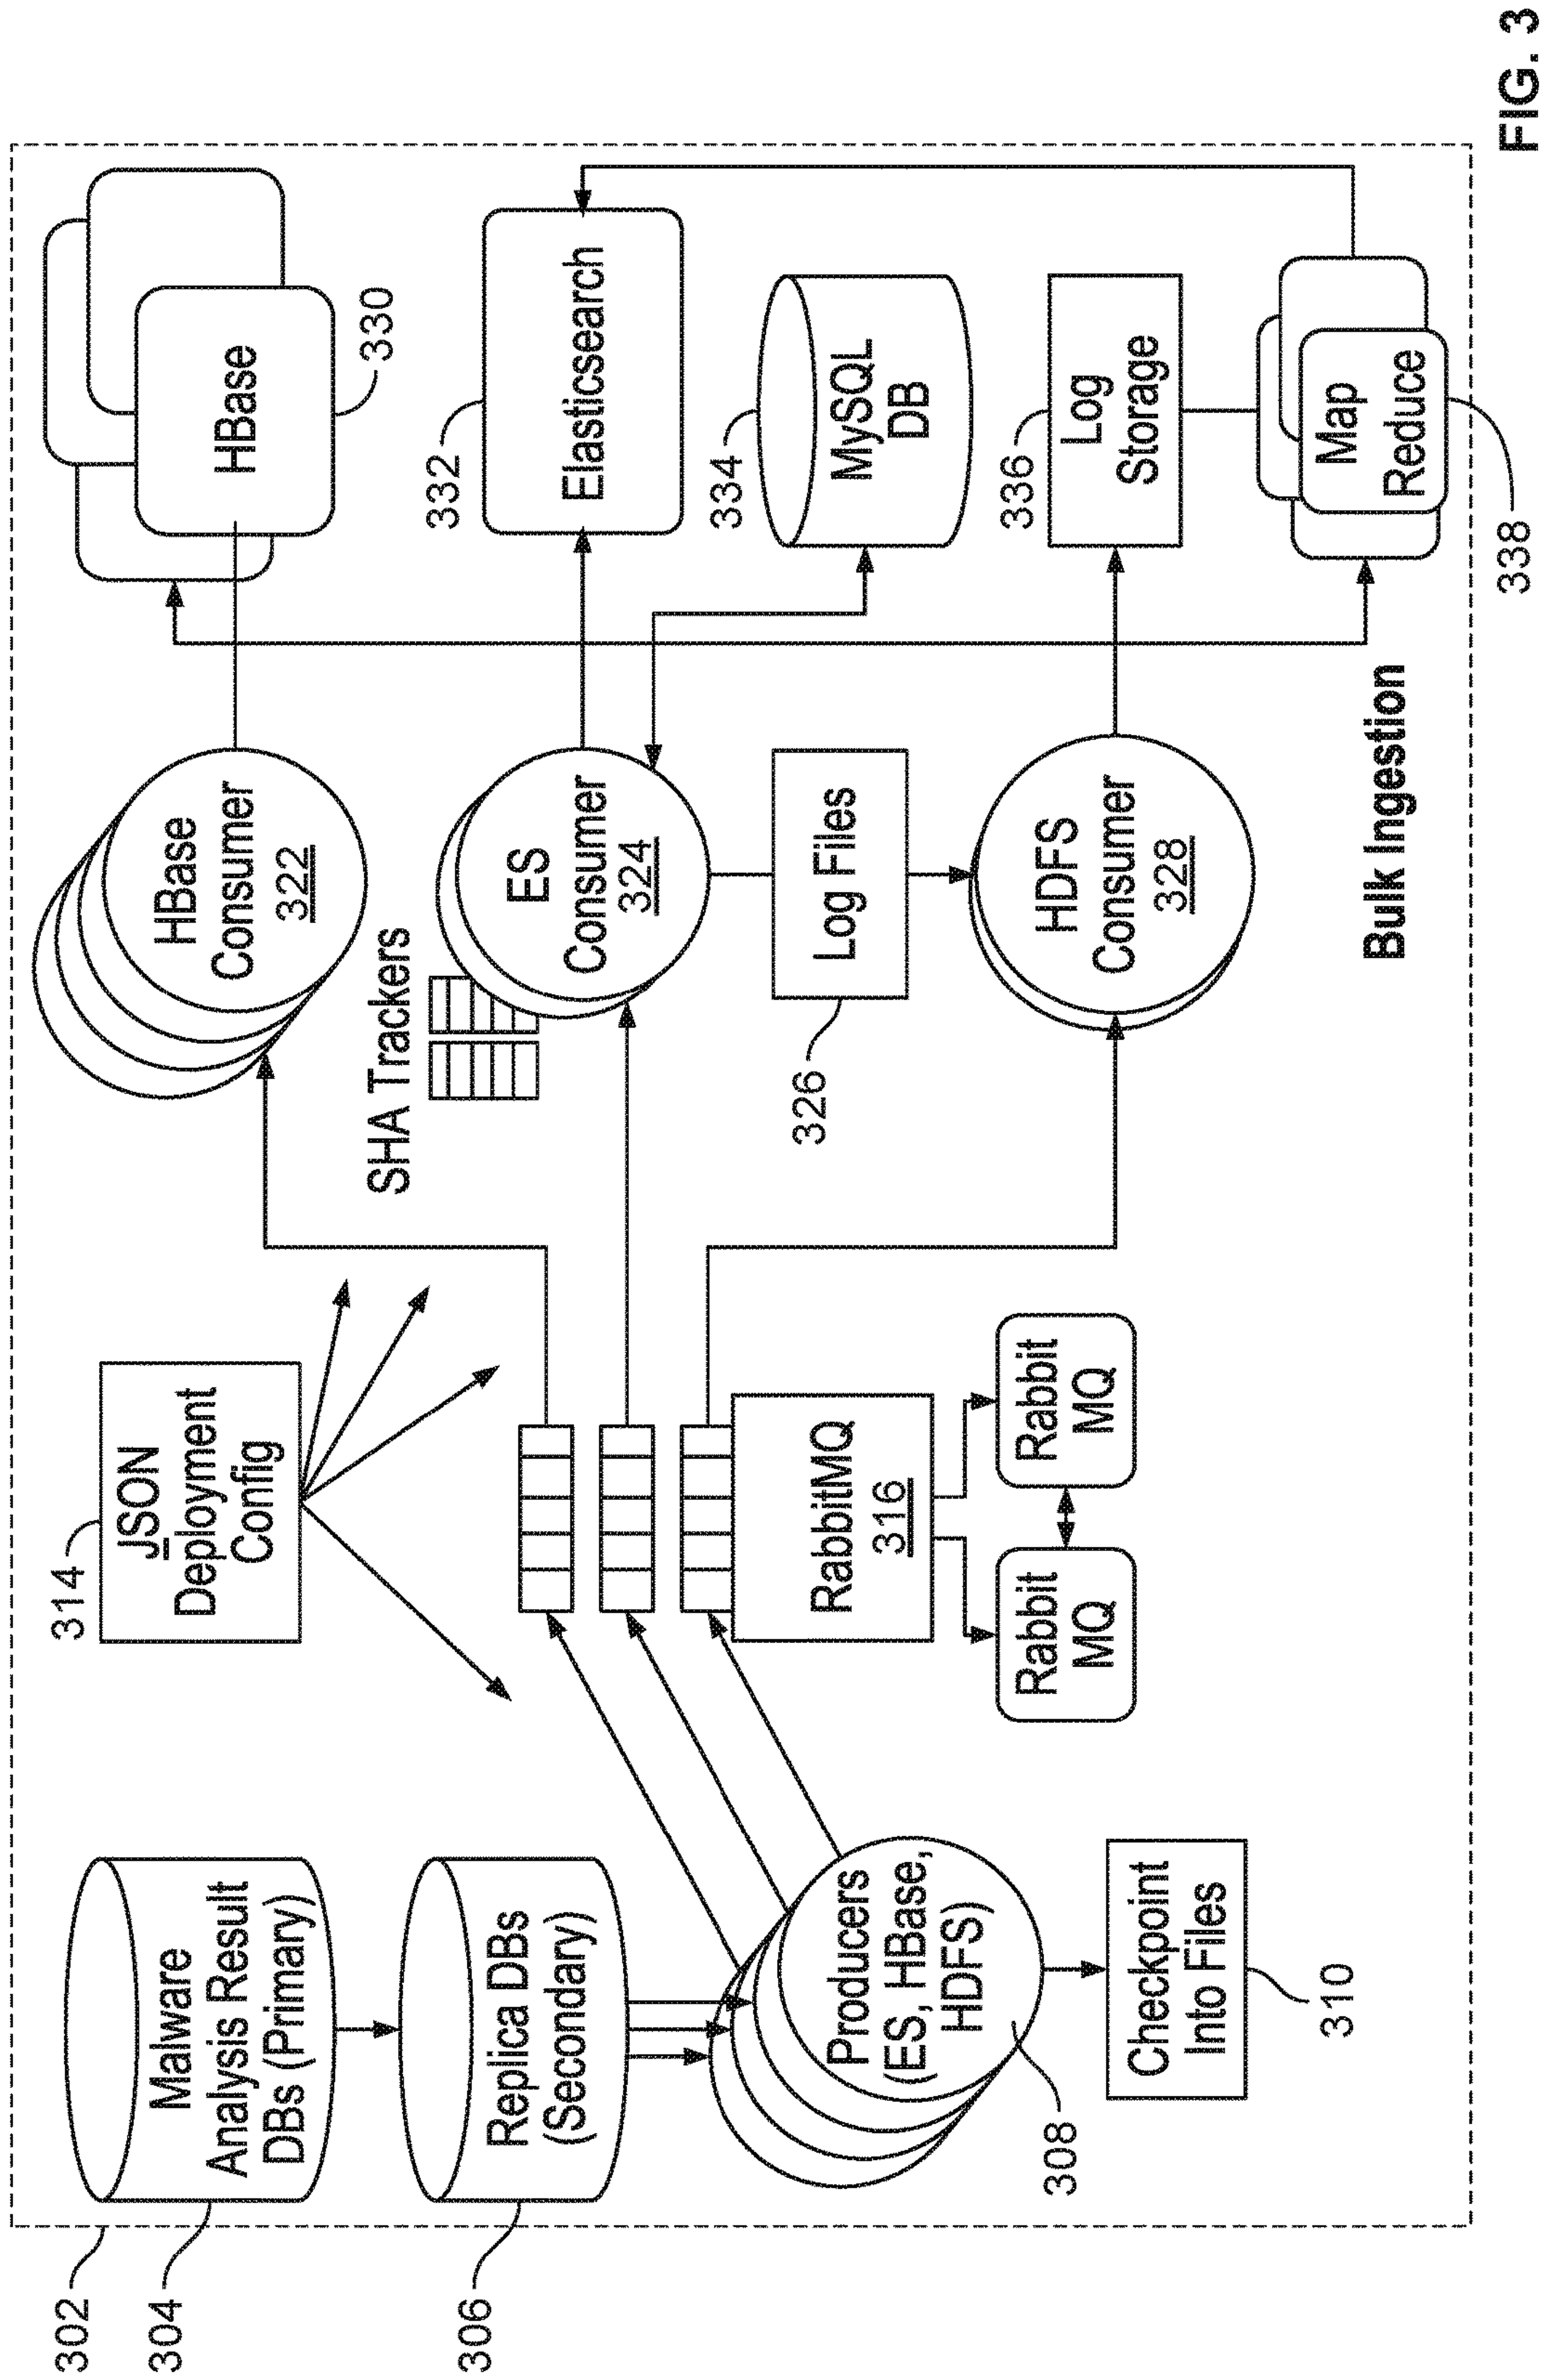 302
304
Malware
Analysis Result
DBs (Primary)
306
Replica DBs
(Secondary)
Producers
(ES, HBase,
HDFS)
308
Checkpoint
Into Files
310
314
JSON
Deployment
Config
RabbitMQ
316
Rabbit
MQ
Rabbit
MQ
HBase
Consumer
322
SHA Trackers
ES
Consumer
324
Log Files
326
HDFS
Consumer
328
HBase
330
332
Elasticsearch
334
MySQL
DB
336
Log
Storage
Map
Reduce
338
Bulk Ingestion
FIG. 3